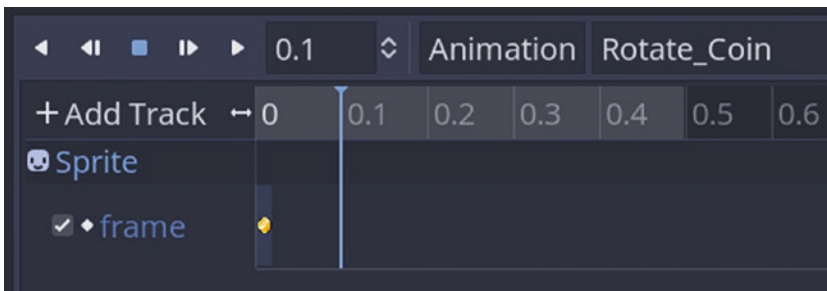 0.1 Animation Rotate_Coin
+ Add Track 0 0.1 0.2 0.3 0.4 0.5 0.6
Sprite
frame